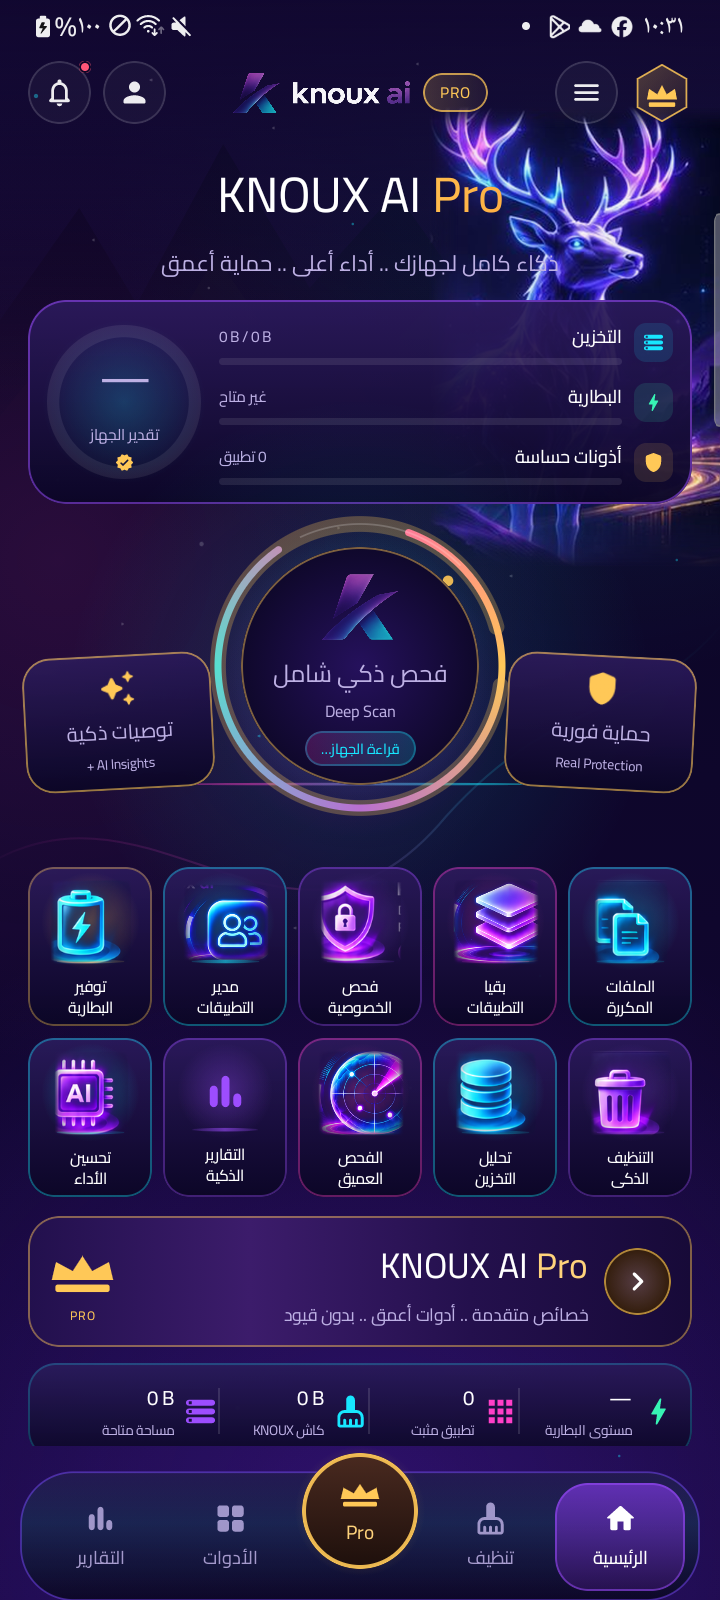 ١٠:٣١
%١٠٠
knoux ai
PRO
KNOUX AI Pro
ذكاء كامل لجهازك .. أداء أعلى .. حماية أعمق
التخزين
0 B / 0 B
البطارية
غير متاح
أذونات حساسة
0 تطبيق
—
تقدير الجهاز
فحص ذكي شامل
Deep Scan
قراءة الجهاز...
حماية فورية
Real Protection
توصيات ذكية
AI Insights +
الملفات
المكررة
بقيا
التطبيقات
فحص
الخصوصية
مدير
التطبيقات
توفير
البطارية
التنظيف
الذكي
تحليل
التخزين
الفحص
العميق
التقارير
الذكية
AI
تحسين
الأداء
KNOUX AI Pro
خصائص متقدمة .. أدوات أعمق .. بدون قيود
PRO
—
مستوى البطارية
0
تطبيق مثبت
0 B
كاش KNOUX
0 B
مساحة متاحة
الرئيسية
تنظيف
Pro
الأدوات
التقارير